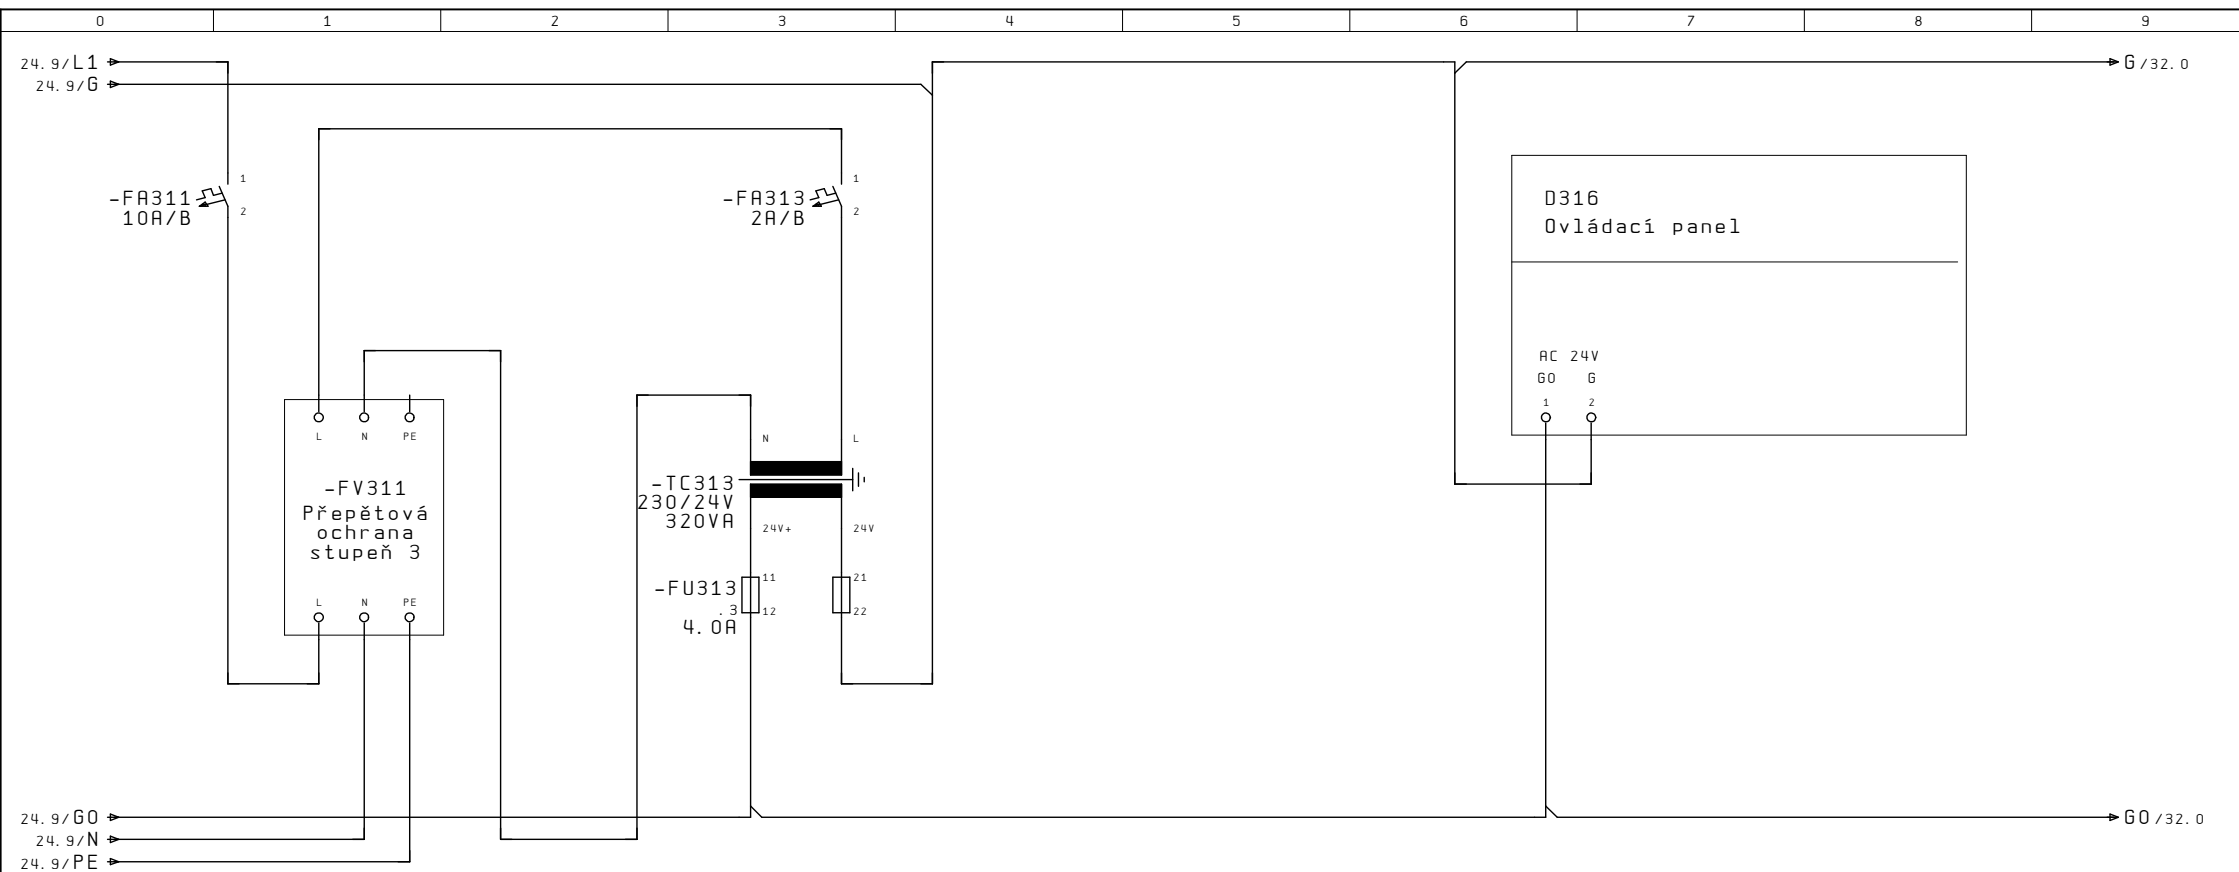 0 1 2 3 4 5 6 7 8 9
24.9/L1
24.9/G
G/32.0
-FA311
10A/B
1
2
-FA313
2A/B
1
2
D316
Ovládací panel
AC 24V
G0 G
1 2
L N PE
-FV311
Přepětová
ochrana
stupeň 3
L N PE
N L
-TC313
230/24V
320VA
24V+ 24V
-FU313
.3
4.0A
11
12
21
22
24.9/G0
24.9/N
24.9/PE
G0/32.0